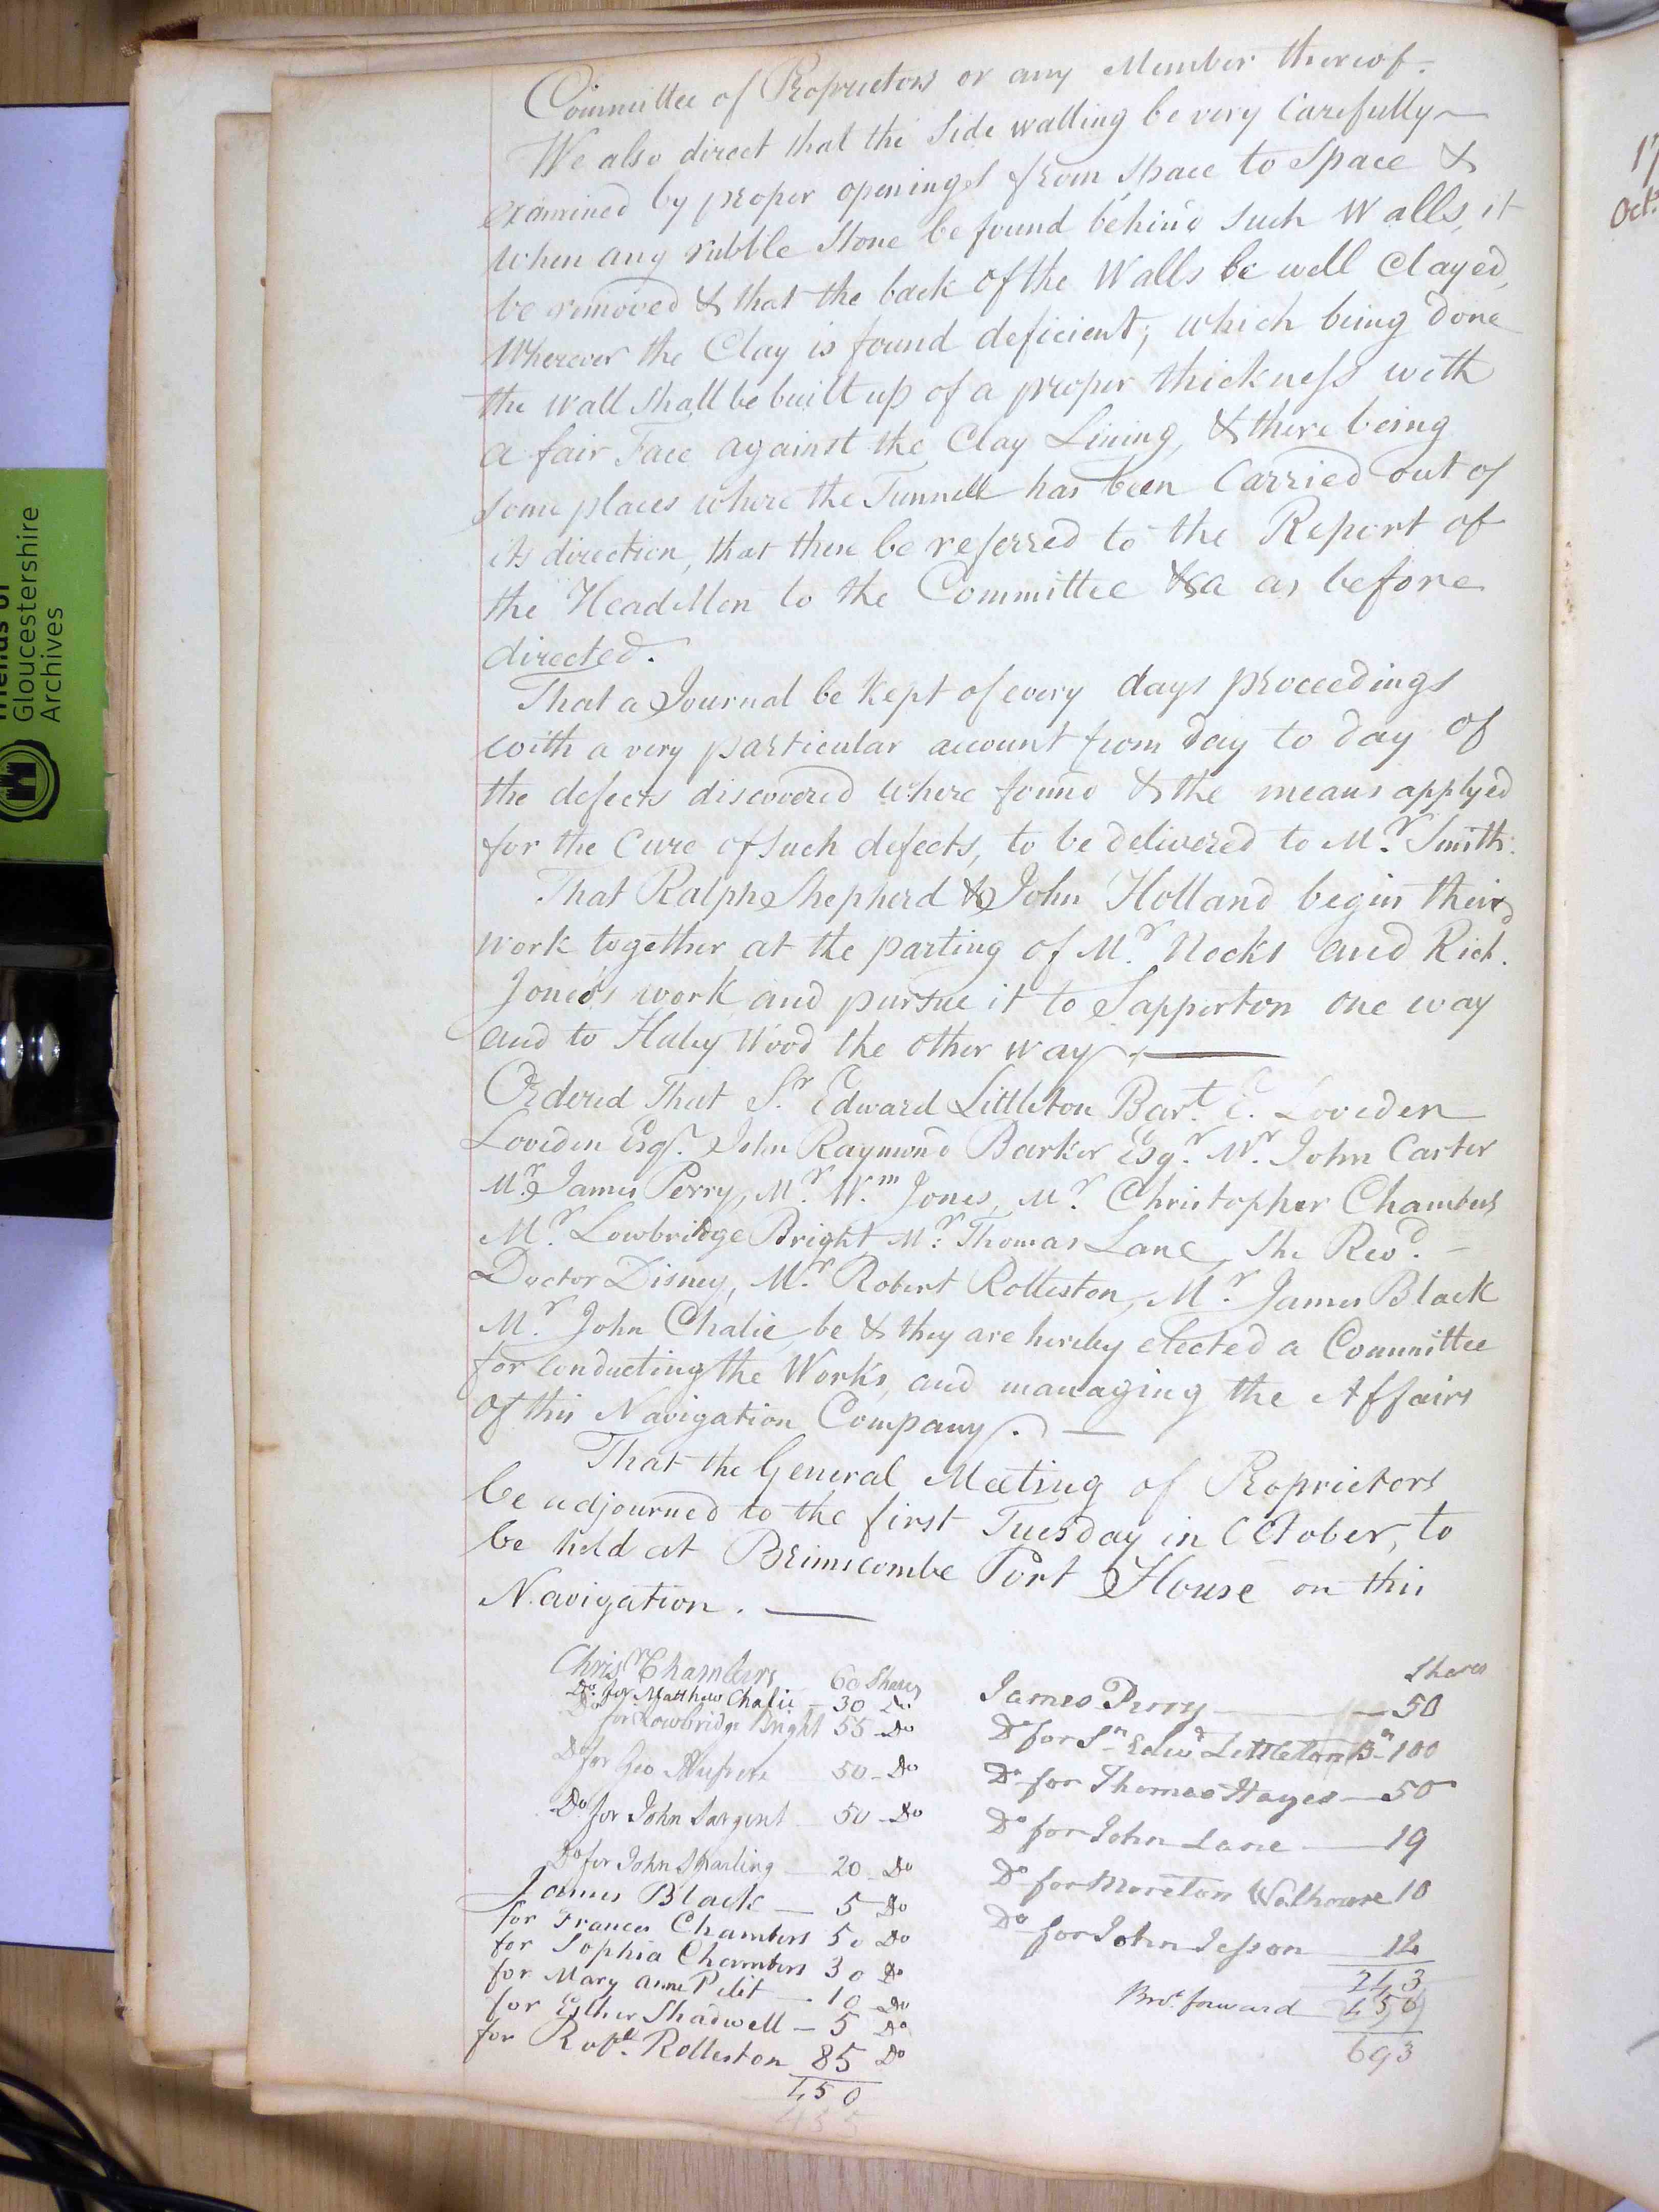 Committee of Proprietors or any Member thereof.
We also direct that the Side walling be very Carefully
examined by proper openings from Space to Space &
when any rubble Stone be found behind such Walls, it
be removed & that the back of the Walls be well Clayed,
Wherever the Clay is found deficient; which being done
the wall shall be built up of a proper thickness with
a fair Face against the Clay Lining, & there being
some places where the Tunnell has been Carried out of
its direction, that these be referred to the Report of
the Head Men to the Committee &ca as before
directed.
That a Journal be kept of every days proceedings
with a very particular account from day to day of
the defects discovered where found & the means applyed
for the Cure of such defects, to be delivered to Mr. Smith.
That Ralph Shepherd & John Holland begin their
work together at the parting of Mr. Nocks and Rich.
Jones's work and pursue it to Sapperton one way
and to Haley Wood the other way.
Ordered That Sr. Edward Littleton Bart. E. Loveden
Loveden Esqr. John Raymond Barker Esqr. Mr. John Carter
Mr. James Perry, Mr. Wm. Jones, Mr. Christopher Chambers
Mr. Lowbridge Bright Mr. Thomas Lane, the Revd.
Doctor Disney, Mr. Robert Rolleston, Mr. James Black
Mr. John Chalie be & they are hereby elected a Committee
for conducting the Works, and managing the Affairs
of this Navigation Company.
That the General Meeting of Proprietors
be adjourned to the first Tuesday in October, to
be held at Brimscombe Port House on this
Navigation.
Chrisr Chambers 60 Shares
Do. for Matthew Chalie - 30 Do
Do for Lowbridge Bright 55 Do
Do for Geo 50 - Do
Do for John Sargent 50 - Do
Do for John Sparling - 20 Do
James Black - 5 Do
for Frances Chambers 50 Do
for Sophia Chambers 30 Do
for Mary Anne Petit - 10 Do
for Esther Shadwell - 5 Do
for Robt. Rolleston 85 Do
450
Shares
James Perry - 50
Do for Sr. Edwd Littleton Bt 100
Do for Thomas Hayes - 50
Do for John Lane - 19
Do for Moreton Walhouse 10
Do for John Jesson 12
243
Brot. forward 450
693
Oct.
Friends of
Gloucestershire
Archives